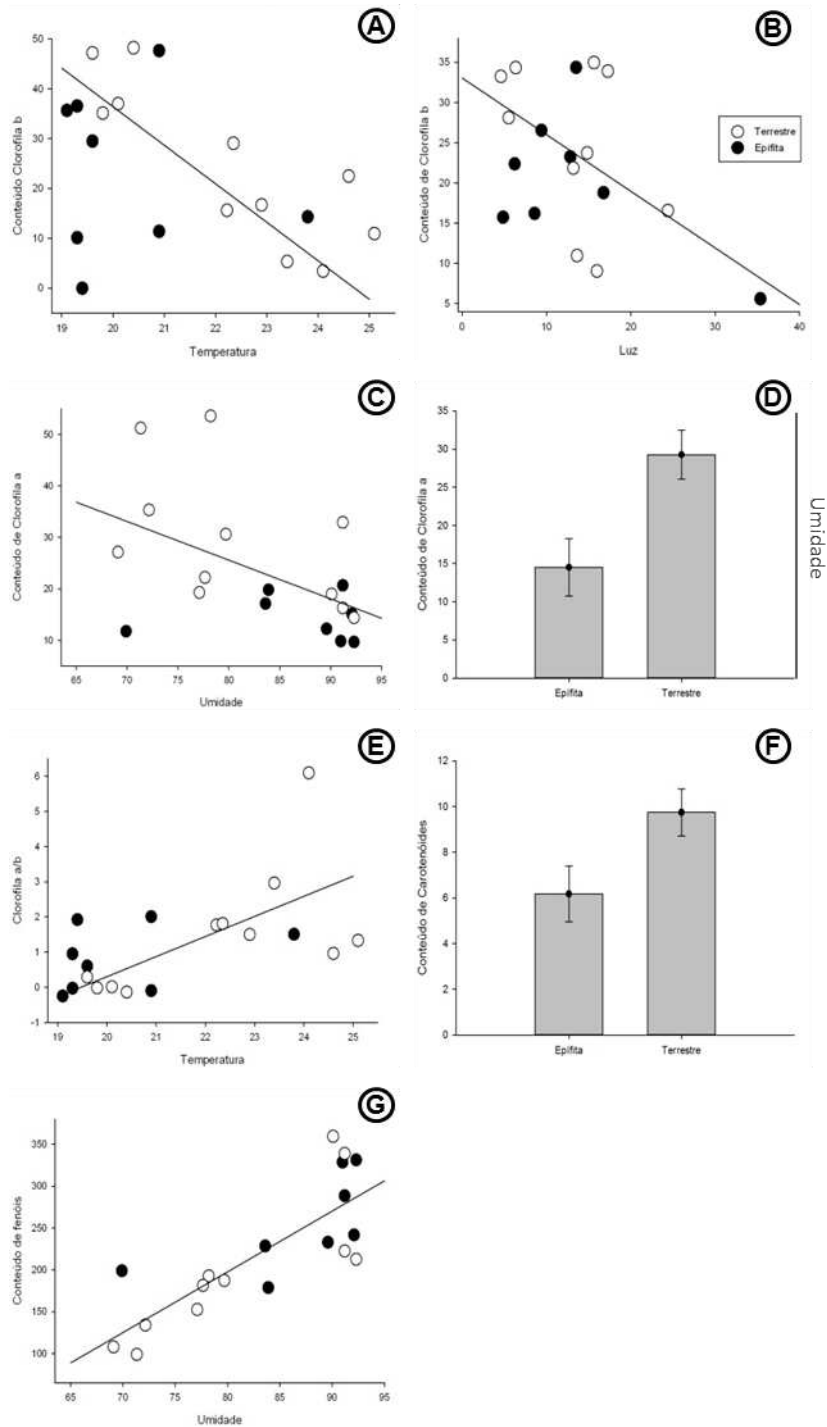 A
Conteúdo Clorofila b
50
40
30
20
10
0
19 20 21 22 23 24 25
Temperatura
B
Conteúdo de Clorofila b
35
30
25
20
15
10
5
0 10 20 30 40
Luz
Terrestre
Epífita
C
Conteúdo de Clorofila a
50
40
30
20
10
65 70 75 80 85 90 95
Umidade
D
Conteúdo de Clorofila a
35
30
25
20
15
10
5
0
Epífita Terrestre
Umidade
E
Clorofila a/b
6
5
4
3
2
1
0
-1
19 20 21 22 23 24 25
Temperatura
F
Conteúdo de Carotenóides
12
10
8
6
4
2
0
Epífita Terrestre
G
Conteúdo de fenóis
350
300
250
200
150
100
65 70 75 80 85 90 95
Umidade